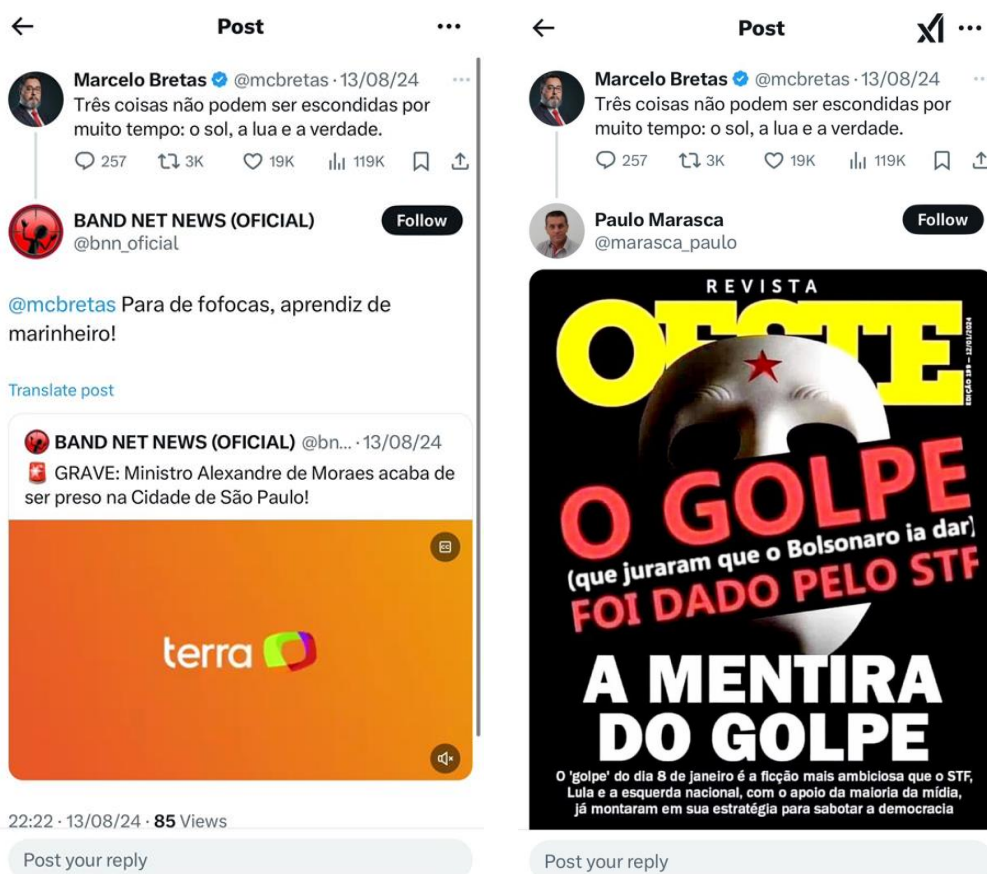 Post
Marcelo Bretas @mcbretas · 13/08/24
Três coisas não podem ser escondidas por
muito tempo: o sol, a lua e a verdade.
257 3K 19K 119K
BAND NET NEWS (OFICIAL)
Follow
@bnn_oficial
@mcbretas Para de fofocas, aprendiz de
marinheiro!
Translate post
BAND NET NEWS (OFICIAL) @bn... · 13/08/24
GRAVE: Ministro Alexandre de Moraes acaba de
ser preso na Cidade de São Paulo!
CC
terra
22:22 · 13/08/24 · 85 Views
Post your reply
Post
Marcelo Bretas @mcbretas · 13/08/24
Três coisas não podem ser escondidas por
muito tempo: o sol, a lua e a verdade.
257 3K 19K 119K
Paulo Marasca
Follow
@marasca_paulo
REVISTA
OESTE
EDIÇÃO 199 — 12/01/2024
O GOLPE
(que juraram que o Bolsonaro ia dar)
FOI DADO PELO STF
A MENTIRA
DO GOLPE
O 'golpe' do dia 8 de janeiro é a ficção mais ambiciosa que o STF,
Lula e a esquerda nacional, com o apoio da maioria da mídia,
já montaram em sua estratégia para sabotar a democracia
Post your reply